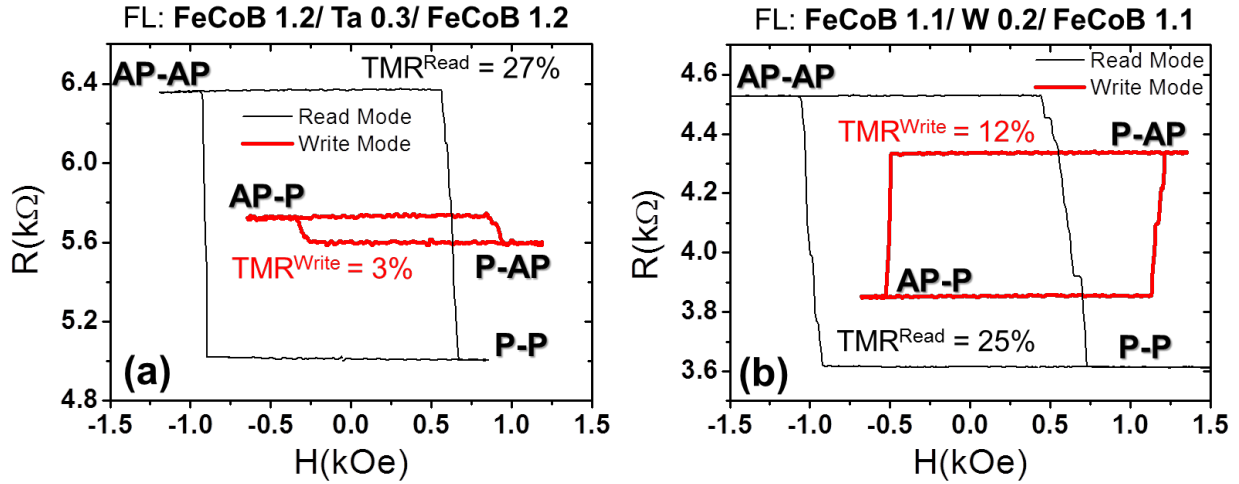 FL: FeCoB 1.2/ Ta 0.3/ FeCoB 1.2
AP-AP
TMR^Read = 27%
Read Mode
Write Mode
AP-P
TMR^Write = 3%
P-AP
P-P
(a)
R(kΩ)
6.4
6.0
5.6
5.2
4.8
-1.5 -1.0 -0.5 0.0 0.5 1.0 1.5
H(kOe)
FL: FeCoB 1.1/ W 0.2/ FeCoB 1.1
AP-AP
Read Mode
Write Mode
TMR^Write = 12%
P-AP
AP-P
TMR^Read = 25%
P-P
(b)
R(kΩ)
4.6
4.4
4.2
4.0
3.8
3.6
-1.5 -1.0 -0.5 0.0 0.5 1.0 1.5
H(kOe)